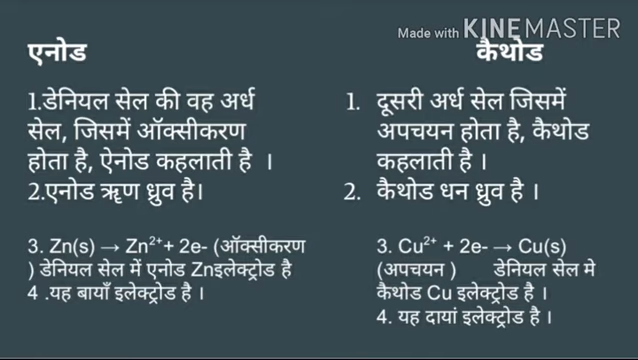 Made with KINEMASTER
एनोड
1.डेनियल सेल की वह अर्ध
सेल, जिसमें ऑक्सीकरण
होता है, ऐनोड कहलाती है ।
2.एनोड ऋण ध्रुव है।
3. Zn(s) → Zn²⁺+ 2e- (ऑक्सीकरण
) डेनियल सेल में एनोड Znइलेक्ट्रोड है
4 .यह बायाँ इलेक्ट्रोड है ।
कैथोड
1. दूसरी अर्ध सेल जिसमें
अपचयन होता है, कैथोड
कहलाती है ।
2. कैथोड धन ध्रुव है ।
3. Cu²⁺ + 2e- → Cu(s)
(अपचयन ) डेनियल सेल मे
कैथोड Cu इलेक्ट्रोड है ।
4. यह दायां इलेक्ट्रोड है ।